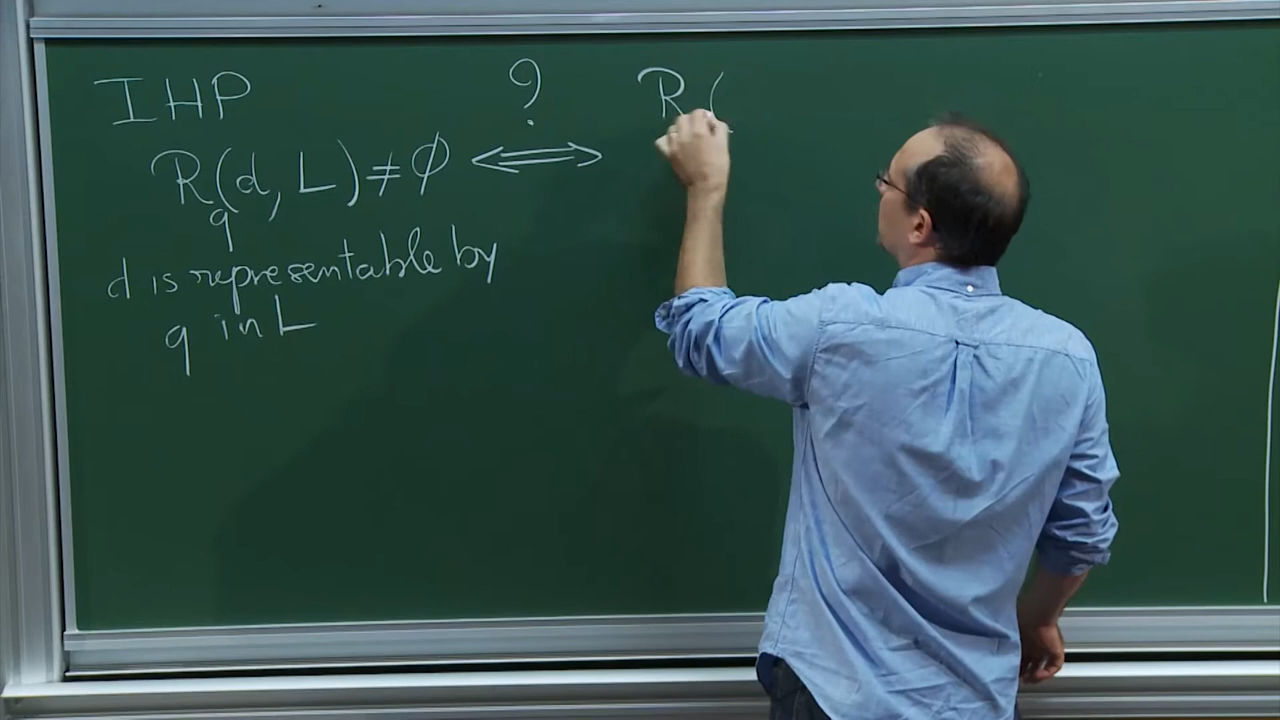 IHP ? R (
R_q(d, L) ≠ ∅ ⟺
d is representable by
q in L